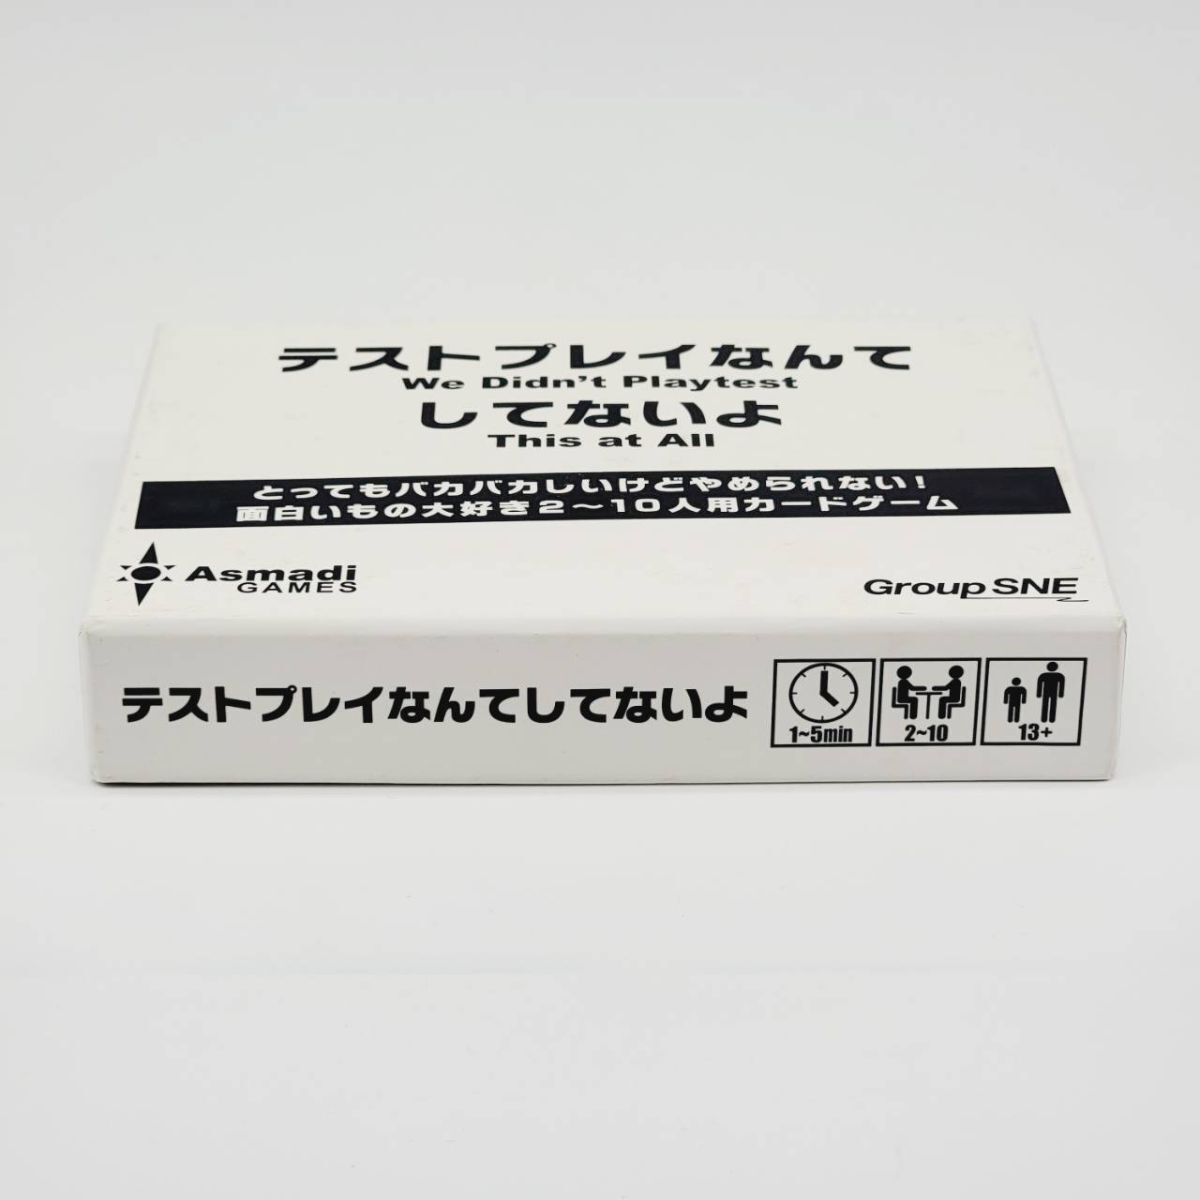 テストプレイなんて
We Didn't Playtest
してないよ
This at All
とってもバカバカしいけどやめられない!
面白いもの大好き2~10人用カードゲーム
Asmadi
GAMES
Group SNE
テストプレイなんてしてないよ
1~5min
2~10
13+